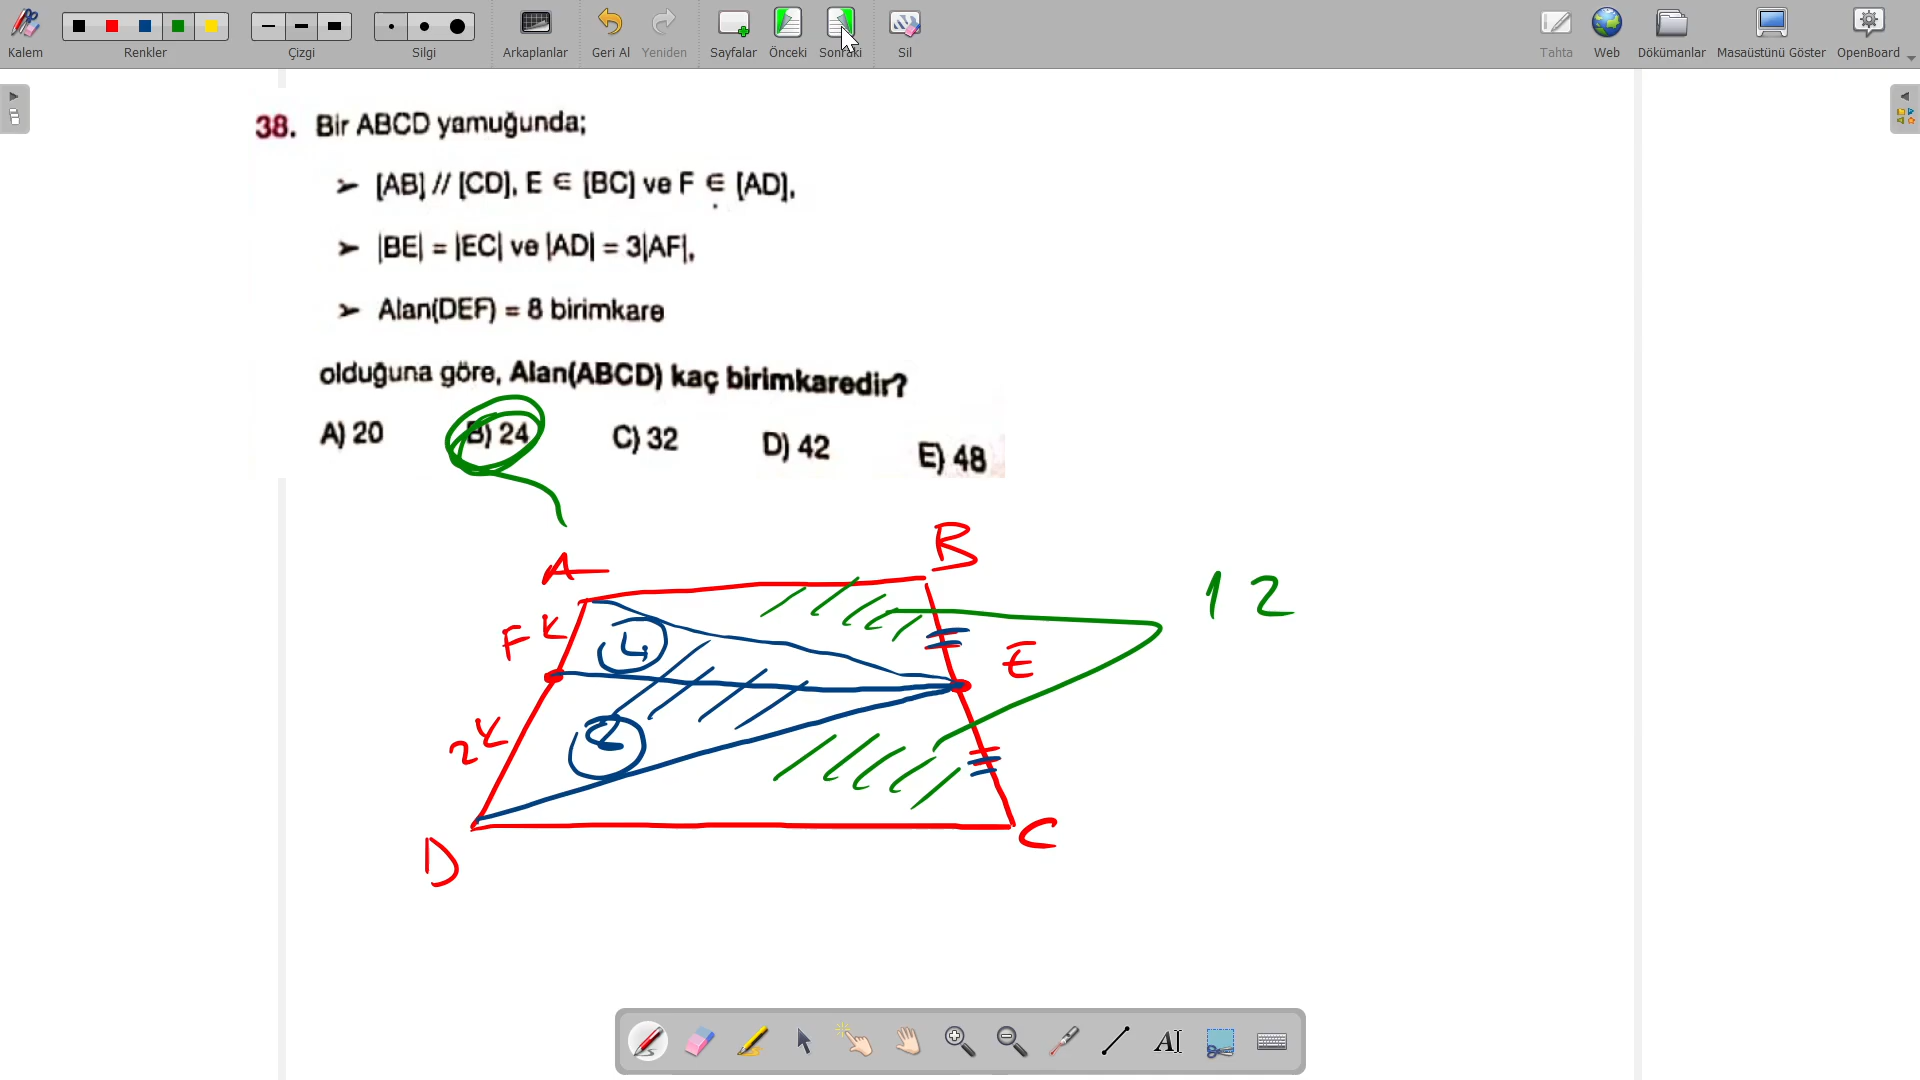 Kalem Renkler Çizgi Silgi Arkaplanlar Geri Al Yeniden Sayfalar Önceki Sonraki Sil Tahta Web Dökümanlar Masaüstünü Göster OpenBoard
38. Bir ABCD yamuğunda;
➤ [AB] // [CD], E ∈ [BC] ve F ∈ [AD],
➤ |BE| = |EC| ve |AD| = 3|AF|,
➤ Alan(DEF) = 8 birimkare
olduğuna göre, Alan(ABCD) kaç birimkaredir?
A) 20 B) 24 C) 32 D) 42 E) 48
B
A
12
F K 4 E
2K
D C